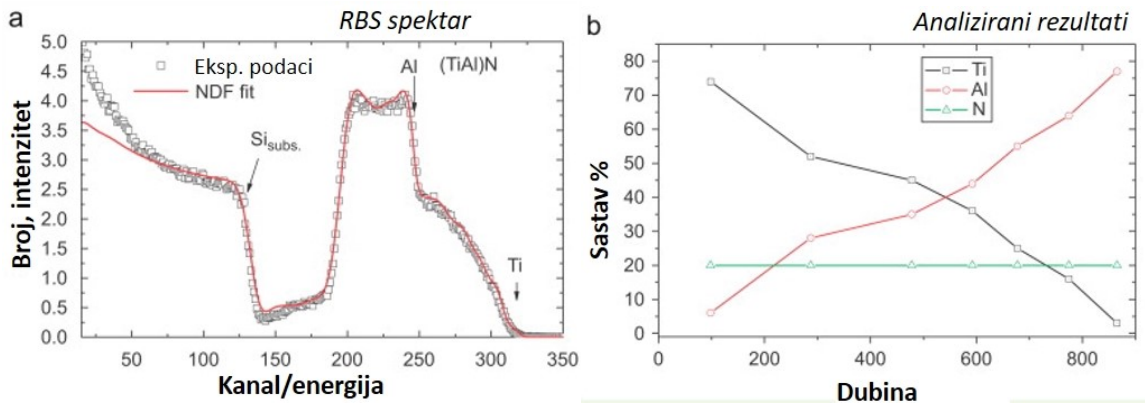 a
RBS spektar
5.0
4.5
4.0
3.5
3.0
2.5
2.0
1.5
1.0
0.5
0.0
Broj, intenzitet
Eksp. podaci
NDF fit
Al
(TiAl)N
Si subs.
Ti
50
100
150
200
250
300
350
Kanal/energija
b
Analizirani rezultati
80
70
60
50
40
30
20
10
0
Sastav %
Ti
Al
N
0
200
400
600
800
Dubina